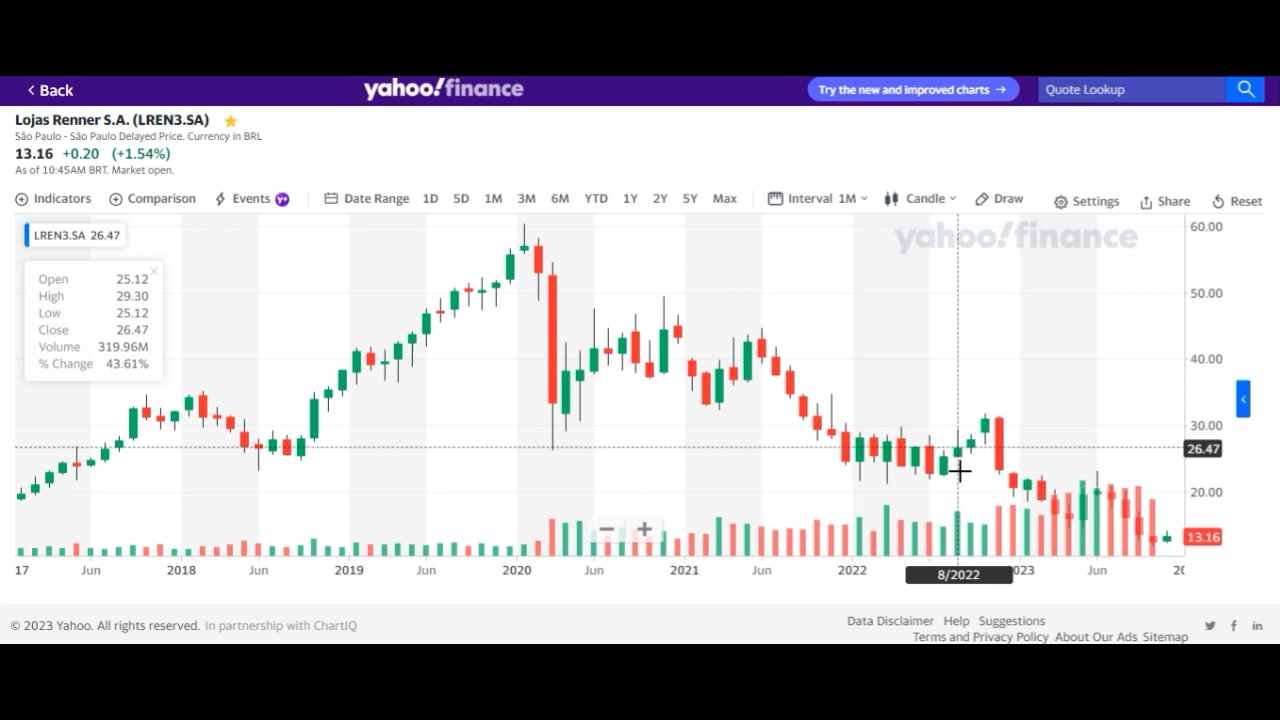 Back
yahoo!finance
Try the new and improved charts →
Quote Lookup
Lojas Renner S.A. (LREN3.SA)
São Paulo - São Paulo Delayed Price. Currency in BRL
13.16 +0.20 (+1.54%)
As of 10:45AM BRT. Market open.
Indicators Comparison Events Y+ Date Range 1D 5D 1M 3M 6M YTD 1Y 2Y 5Y Max Interval 1M Candle Draw Settings Share Reset
LREN3.SA 26.47
yahoo!finance
Open 25.12
High 29.30
Low 25.12
Close 26.47
Volume 319.96M
% Change 43.61%
60.00
50.00
40.00
30.00
26.47
20.00
13.16
17 Jun 2018 Jun 2019 Jun 2020 Jun 2021 Jun 2022 8/2022 023 Jun 20
© 2023 Yahoo. All rights reserved. In partnership with ChartIQ
Data Disclaimer Help Suggestions
Terms and Privacy Policy About Our Ads Sitemap